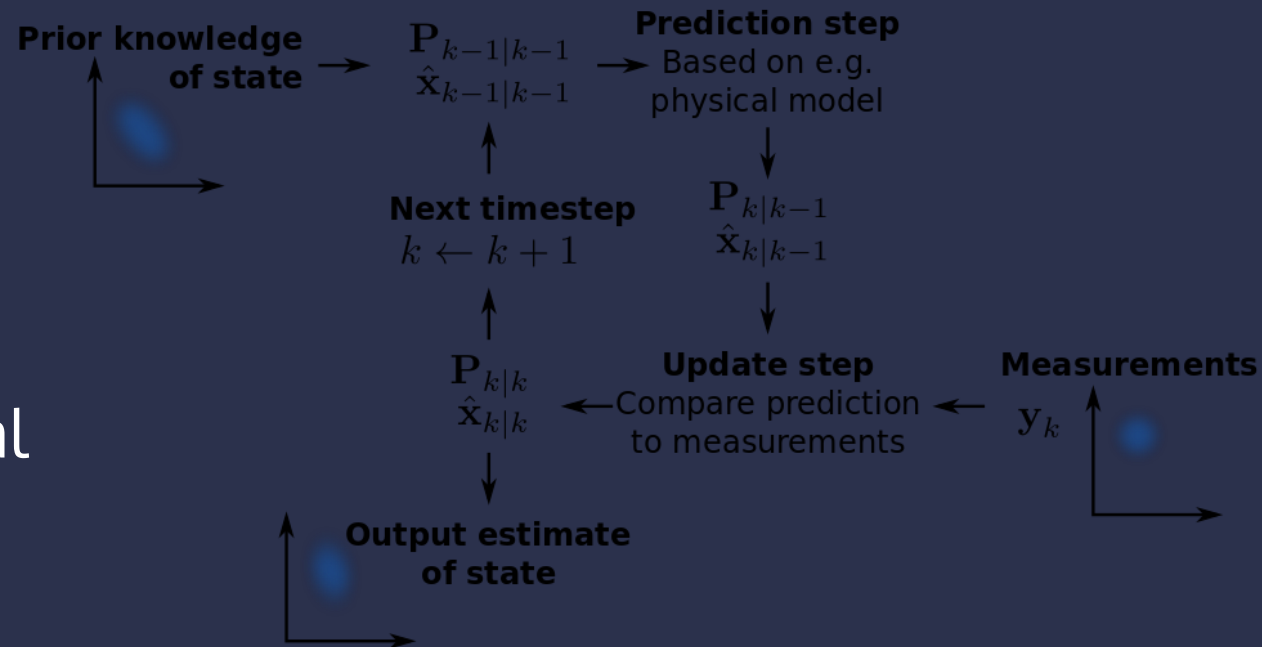 Prior knowledge
of state
P_{k−1|k−1}
x̂_{k−1|k−1}
Prediction step
Based on e.g.
physical model
P_{k|k−1}
x̂_{k|k−1}
Next timestep
k ← k + 1
P_{k|k}
x̂_{k|k}
Update step
Compare prediction
to measurements
Measurements
y_k
Output estimate
of state